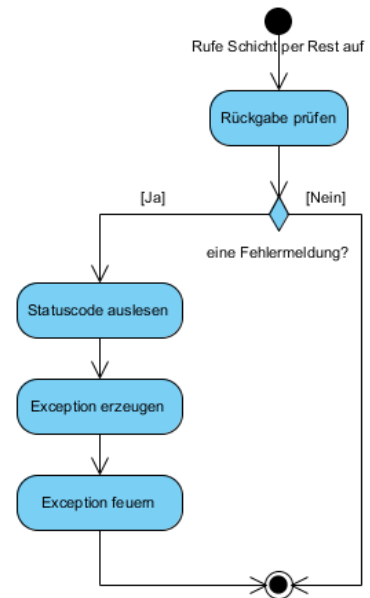 Rufe Schicht per Rest auf
Rückgabe prüfen
[Ja]
[Nein]
eine Fehlermeldung?
Statuscode auslesen
Exception erzeugen
Exception feuern